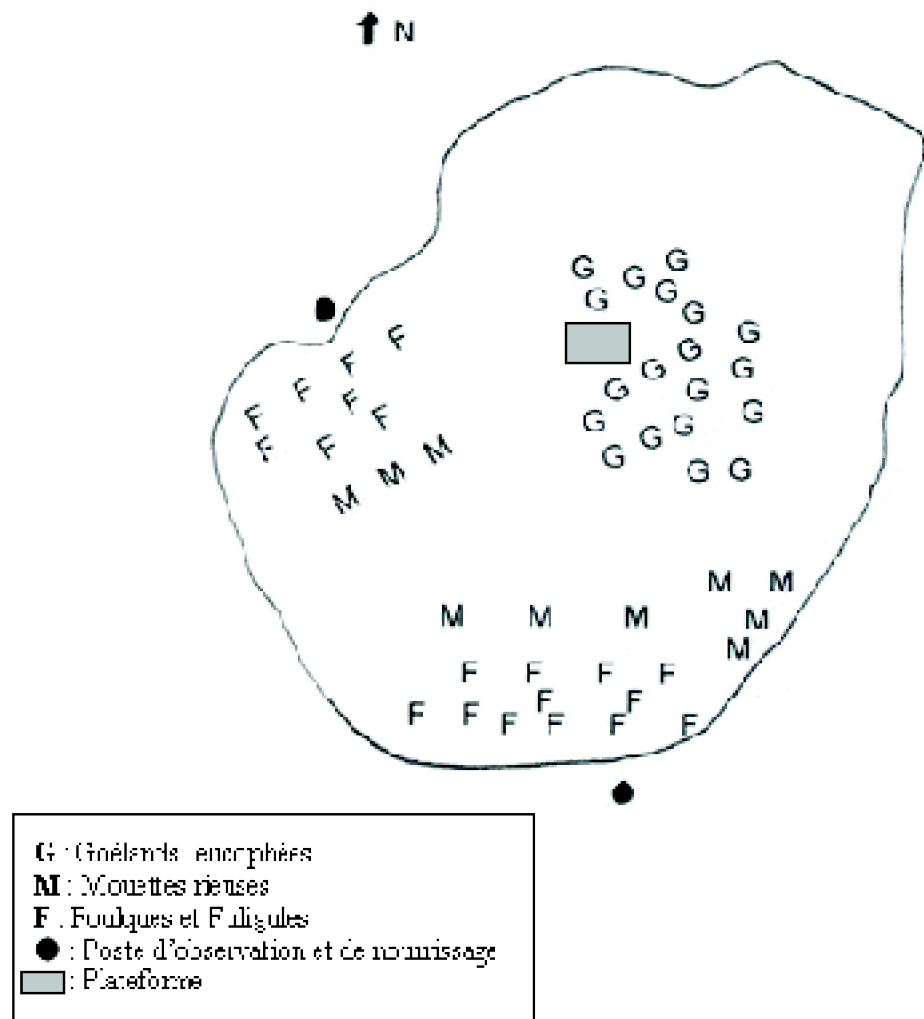 N
G G
G G
G G
F G G
F G G G
F F G G
F F G G G
F F M G G
M G G
M
M M
M M M M
M
F F F F
F F
F F F F F F
G : Goélands leucophées
M : Mouettes rieuses
F : Foulques et Fuligules
: Poste d'observation et de nourrissage
: Plateforme